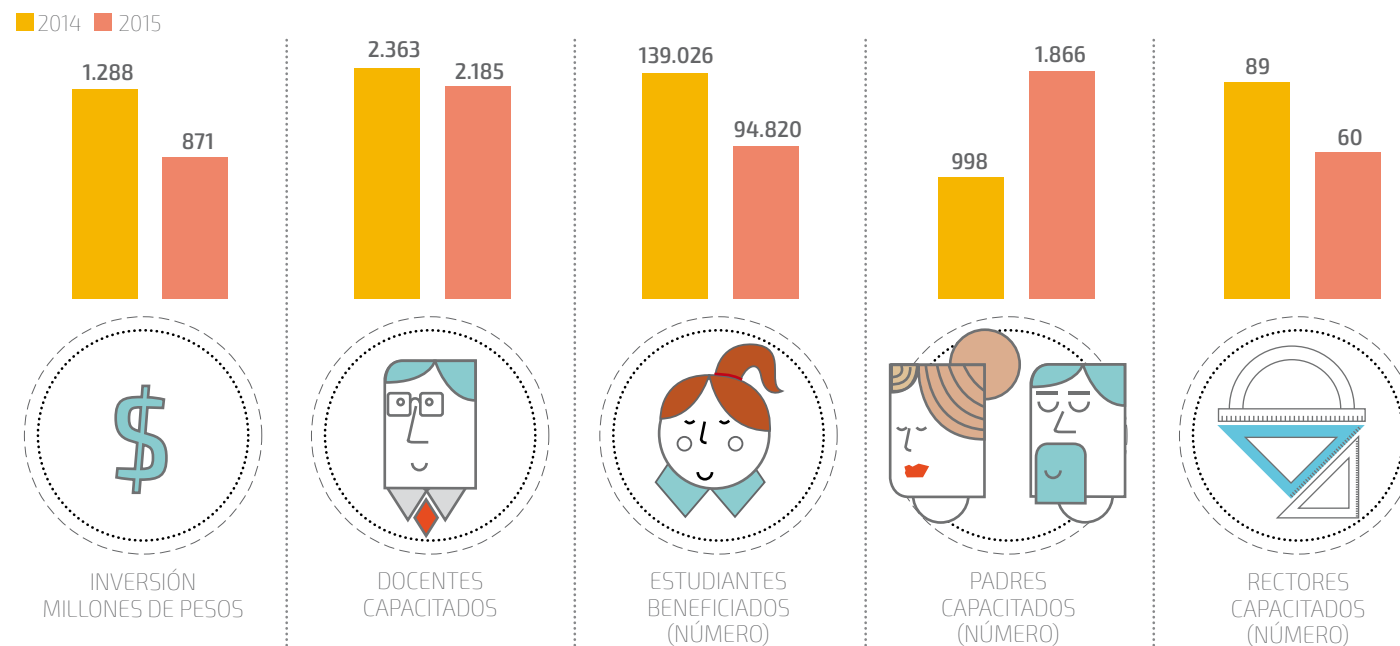 2014 2015
1.288
871
INVERSIÓN
MILLONES DE PESOS
2.363
2.185
DOCENTES
CAPACITADOS
139.026
94.820
ESTUDIANTES
BENEFICIADOS
(NÚMERO)
998
1.866
PADRES
CAPACITADOS
(NÚMERO)
89
60
RECTORES
CAPACITADOS
(NÚMERO)